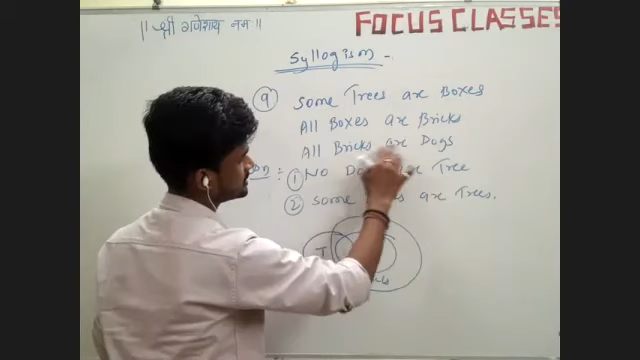 || श्री गणेशाय नम ||
FOCUS CLASSES
Syllogism -.
9 Some Trees are Boxes
All Boxes are Bricks
All Bricks are Dogs
:- 1 No Tree
2 Some are Trees.
T